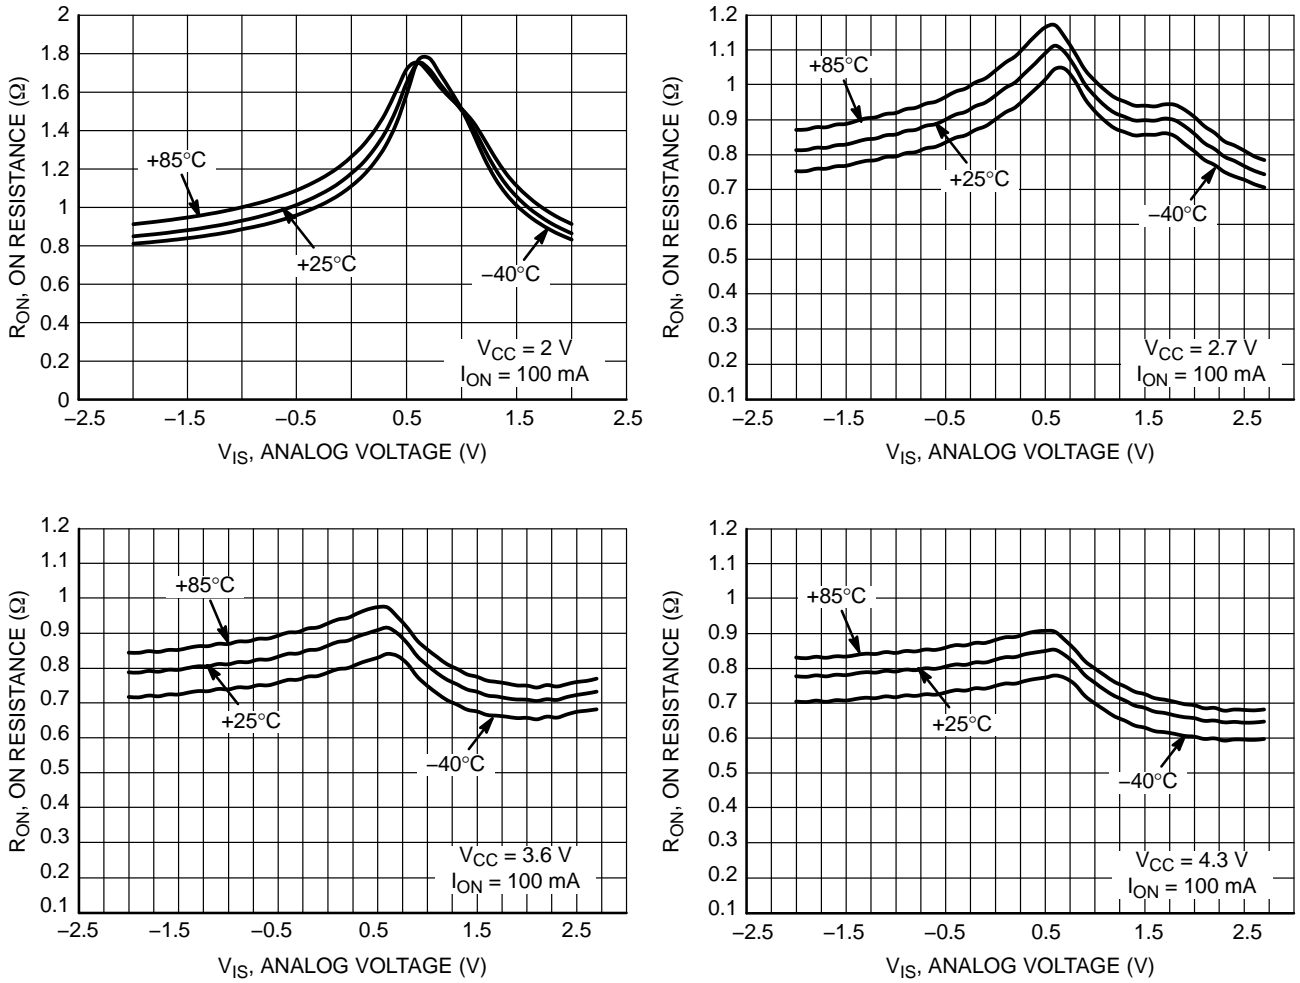 2
1.8
1.6
1.4
1.2
1
0.8
0.6
0.4
0.2
0
RON, ON RESISTANCE (Ω)
+85°C
+25°C
−40°C
VCC = 2 V
ION = 100 mA
−2.5 −1.5 −0.5 0.5 1.5 2.5
VIS, ANALOG VOLTAGE (V)
1.2
1.1
1
0.9
0.8
0.7
0.6
0.5
0.4
0.3
0.2
0.1
RON, ON RESISTANCE (Ω)
+85°C
+25°C
−40°C
VCC = 2.7 V
ION = 100 mA
−2.5 −1.5 −0.5 0.5 1.5 2.5
VIS, ANALOG VOLTAGE (V)
1.2
1.1
1
0.9
0.8
0.7
0.6
0.5
0.4
0.3
0.2
0.1
RON, ON RESISTANCE (Ω)
+85°C
+25°C
−40°C
VCC = 3.6 V
ION = 100 mA
−2.5 −1.5 −0.5 0.5 1.5 2.5
VIS, ANALOG VOLTAGE (V)
1.2
1.1
1
0.9
0.8
0.7
0.6
0.5
0.4
0.3
0.2
0.1
RON, ON RESISTANCE (Ω)
+85°C
+25°C
−40°C
VCC = 4.3 V
ION = 100 mA
−2.5 −1.5 −0.5 0.5 1.5 2.5
VIS, ANALOG VOLTAGE (V)